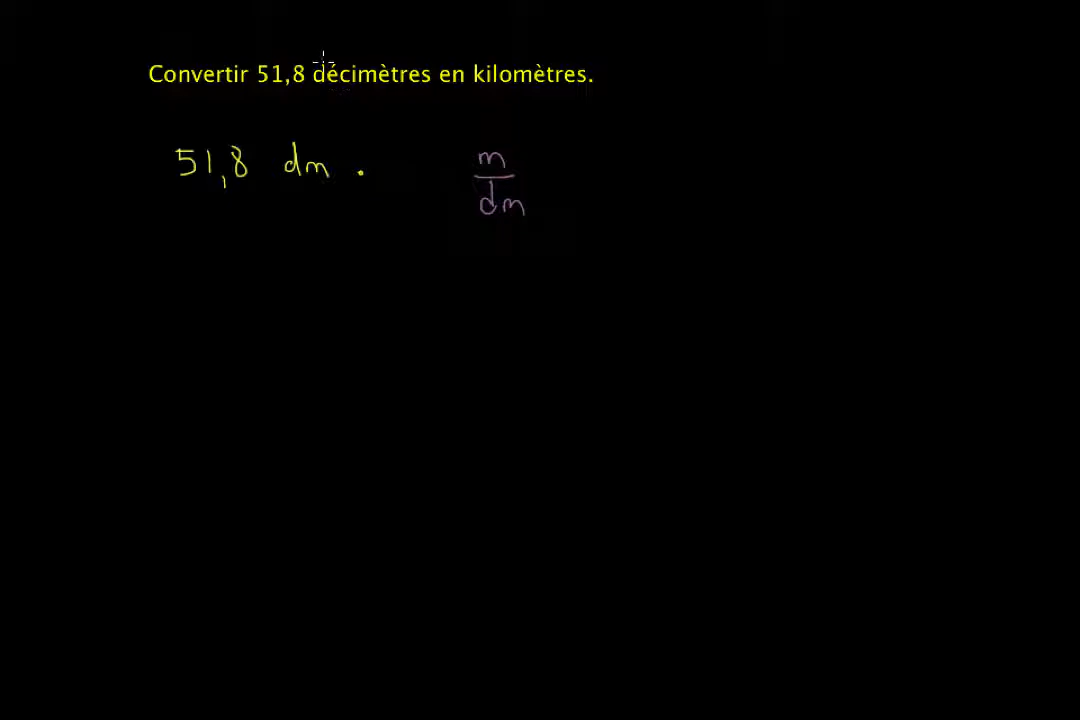 Convertir 51,8 décimètres en kilomètres.
51,8 dm . m/dm